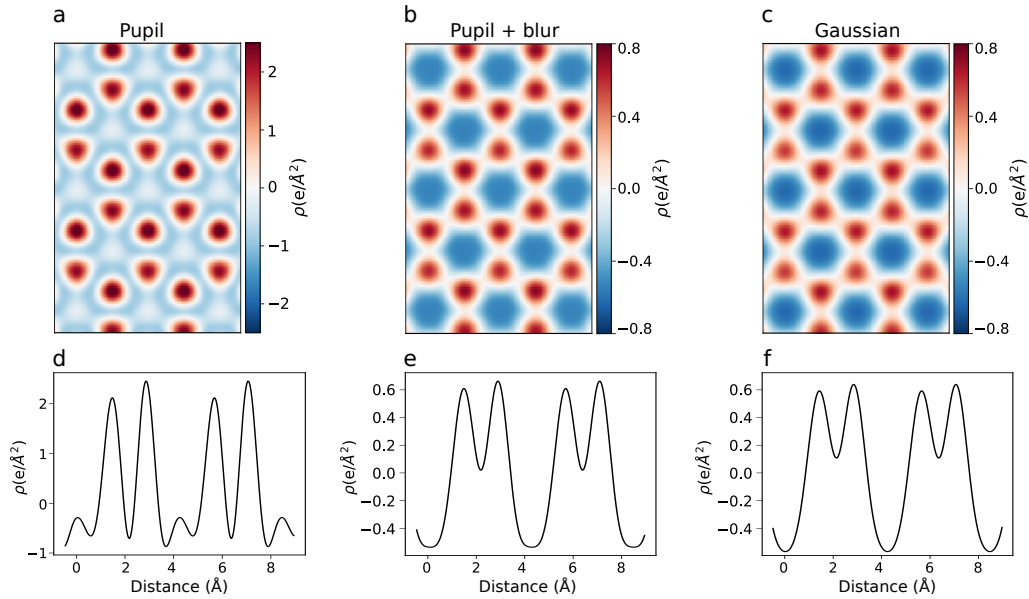 a
Pupil
2
1
0
−1
−2
ρ(e/Å²)
b
Pupil + blur
0.8
0.4
0.0
−0.4
−0.8
ρ(e/Å²)
c
Gaussian
0.8
0.4
0.0
−0.4
−0.8
ρ(e/Å²)
d
2
1
0
−1
ρ(e/Å²)
0 2 4 6 8
Distance (Å)
e
0.6
0.4
0.2
0.0
−0.2
−0.4
ρ(e/Å²)
0 2 4 6 8
Distance (Å)
f
0.6
0.4
0.2
0.0
−0.2
−0.4
ρ(e/Å²)
0 2 4 6 8
Distance (Å)